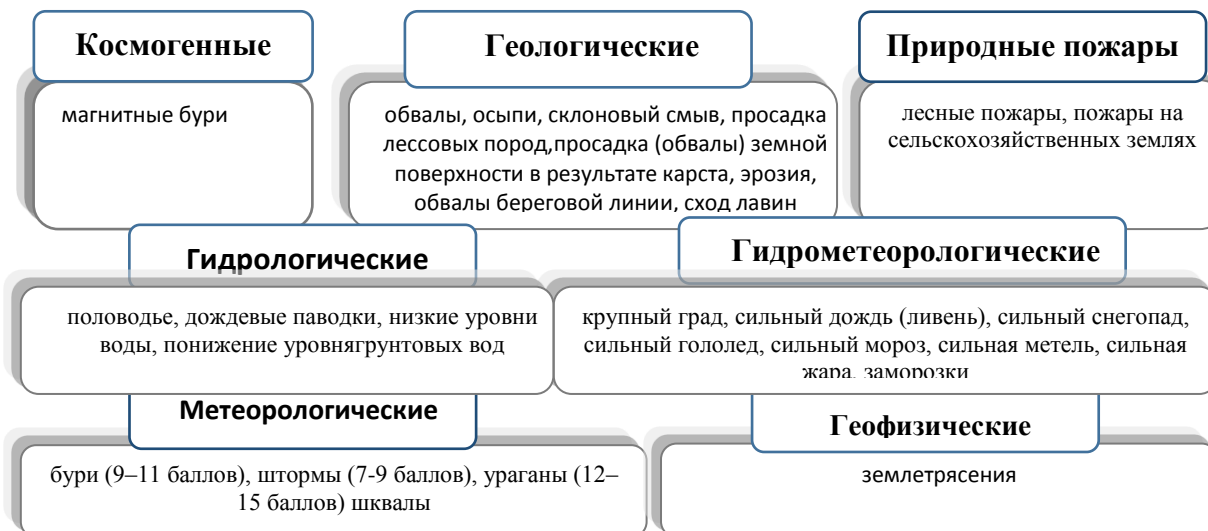 Космогенные
магнитные бури
Геологические
обвалы, осыпи, склоновый смыв, просадка
лессовых пород,просадка (обвалы) земной
поверхности в результате карста, эрозия,
обвалы береговой линии, сход лавин
Природные пожары
лесные пожары, пожары на
сельскохозяйственных землях
Гидрологические
половодье, дождевые паводки, низкие уровни
воды, понижение уровнягрунтовых вод
Гидрометеорологические
крупный град, сильный дождь (ливень), сильный снегопад,
сильный гололед, сильный мороз, сильная метель, сильная
жара, заморозки
Метеорологические
бури (9–11 баллов), штормы (7-9 баллов), ураганы (12–
15 баллов) шквалы
Геофизические
землетрясения